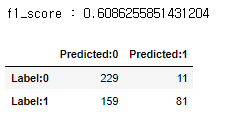 f1_score : 0.6086255851431204
Predicted:0 Predicted:1
Label:0 229 11
Label:1 159 81